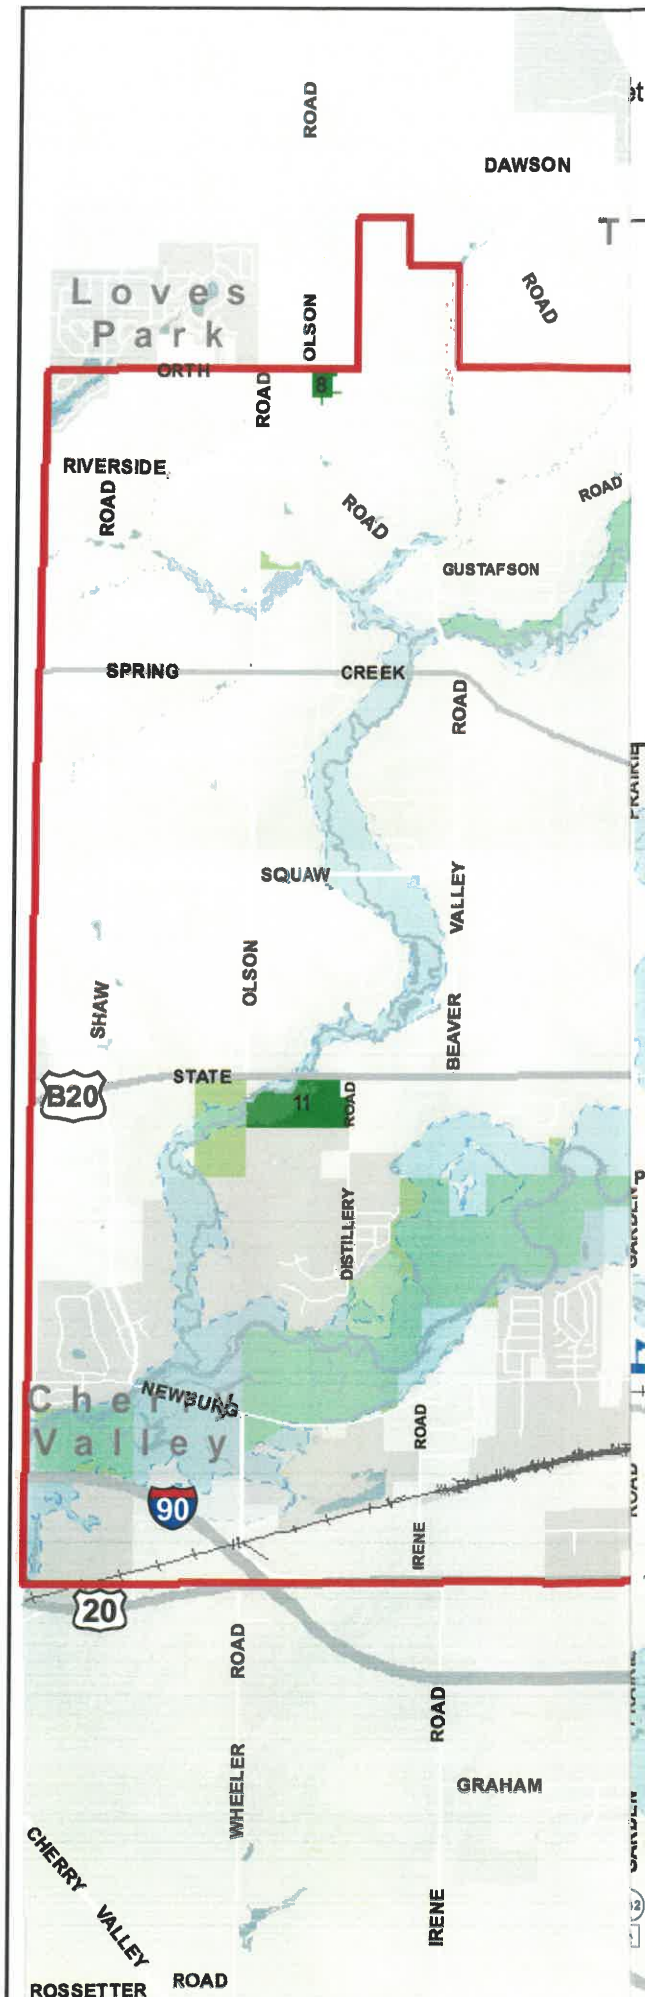 ROAD
DAWSON
T
ROAD
Loves
Park
OLSON
ORTH
8
ROAD
RIVERSIDE
ROAD
ROAD
ROAD
GUSTAFSON
SPRING
CREEK
ROAD
SQUAW
VALLEY
OLSON
SHAW
BEAVER
STATE
B20
11
ROAD
DISTILLERY
Cherry
Valley
NEWBURG
ROAD
90
IRENE
20
ROAD
ROAD
GRAHAM
WHEELER
CHERRY
VALLEY
IRENE
ROSSETTER
ROAD